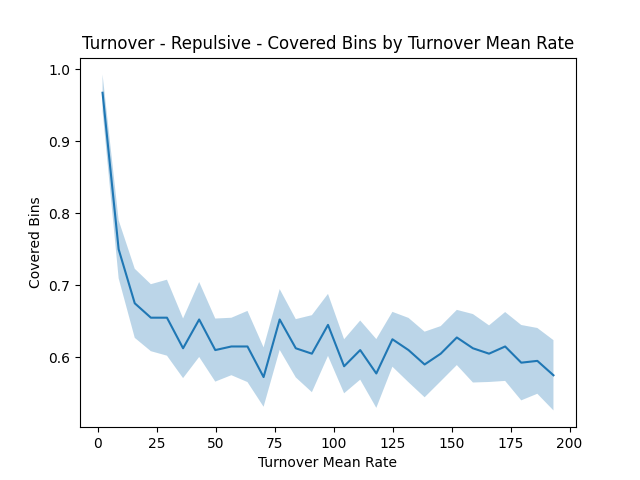 Turnover - Repulsive - Covered Bins by Turnover Mean Rate
1.0
0.9
0.8
0.7
0.6
Covered Bins
0 25 50 75 100 125 150 175 200
Turnover Mean Rate